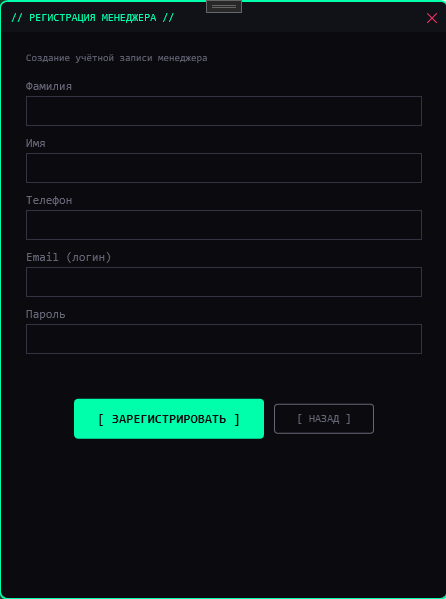 // РЕГИСТРАЦИЯ МЕНЕДЖЕРА //
Создание учётной записи менеджера
Фамилия
Имя
Телефон
Email (логин)
Пароль
[ ЗАРЕГИСТРИРОВАТЬ ]
[ НАЗАД ]